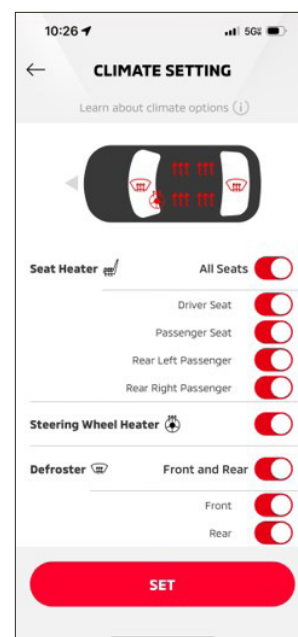 10:26 5G
CLIMATE SETTING
Learn about climate options (i)
Seat Heater All Seats
Driver Seat
Passenger Seat
Rear Left Passenger
Rear Right Passenger
Steering Wheel Heater
Defroster Front and Rear
Front
Rear
SET